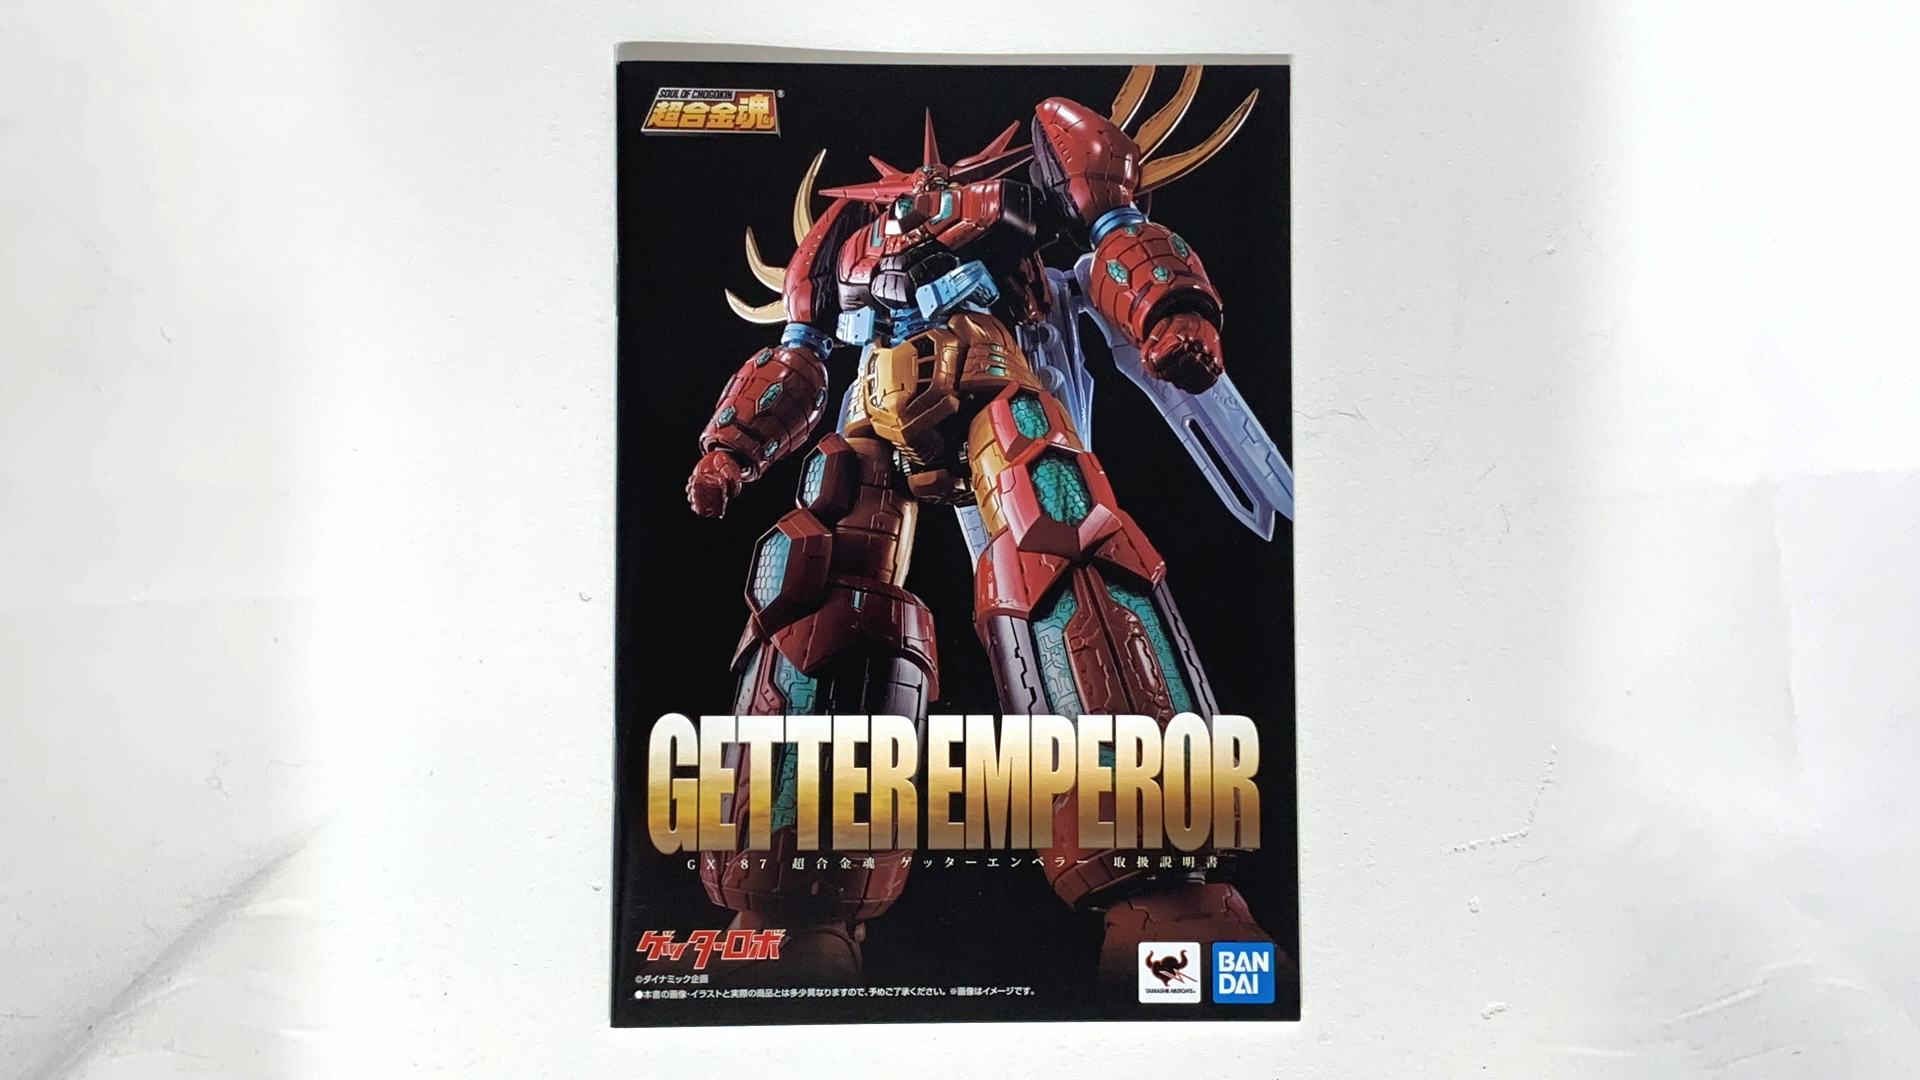 SOUL OF CHOGOKIN
超合金魂®
GETTER EMPEROR
GX-87 超合金魂 ゲッターエンペラー 取扱説明書
ゲッターロボ
©ダイナミック企画
●本書の画像・イラストと実際の商品とは多少異なりますので、予めご了承ください。※画像はイメージです。
TAMASHII NATIONS
BAN
DAI